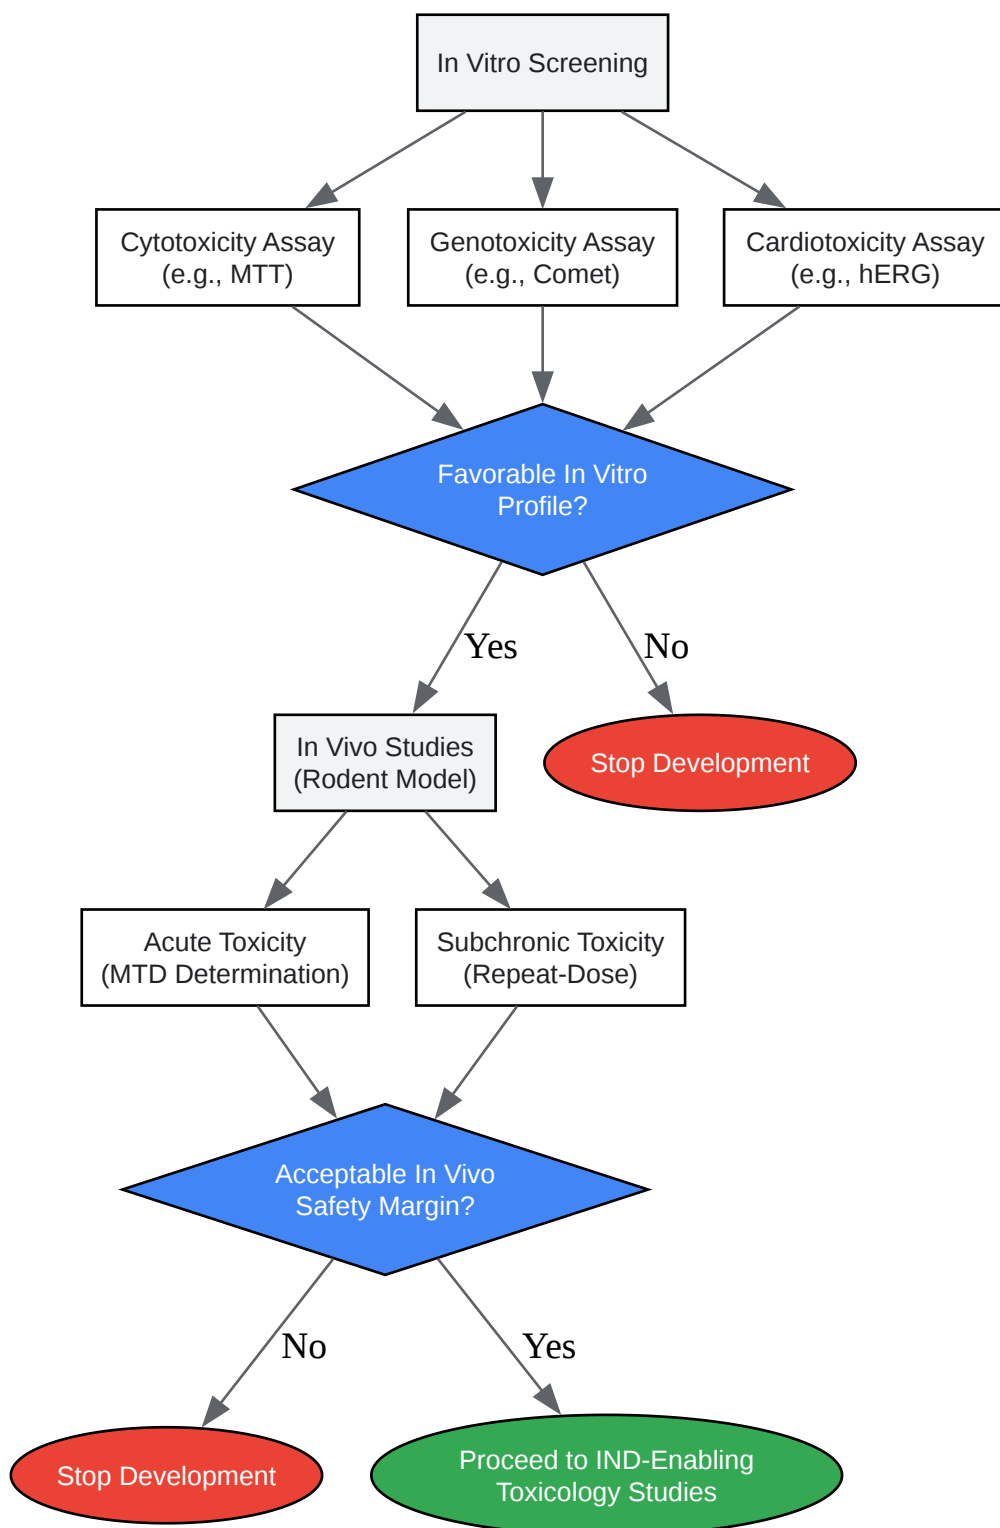 In Vitro Screening
Cytotoxicity Assay
(e.g., MTT)
Genotoxicity Assay
(e.g., Comet)
Cardiotoxicity Assay
(e.g., hERG)
Favorable In Vitro
Profile?
Yes
No
In Vivo Studies
(Rodent Model)
Stop Development
Acute Toxicity
(MTD Determination)
Subchronic Toxicity
(Repeat-Dose)
Acceptable In Vivo
Safety Margin?
No
Yes
Stop Development
Proceed to IND-Enabling
Toxicology Studies